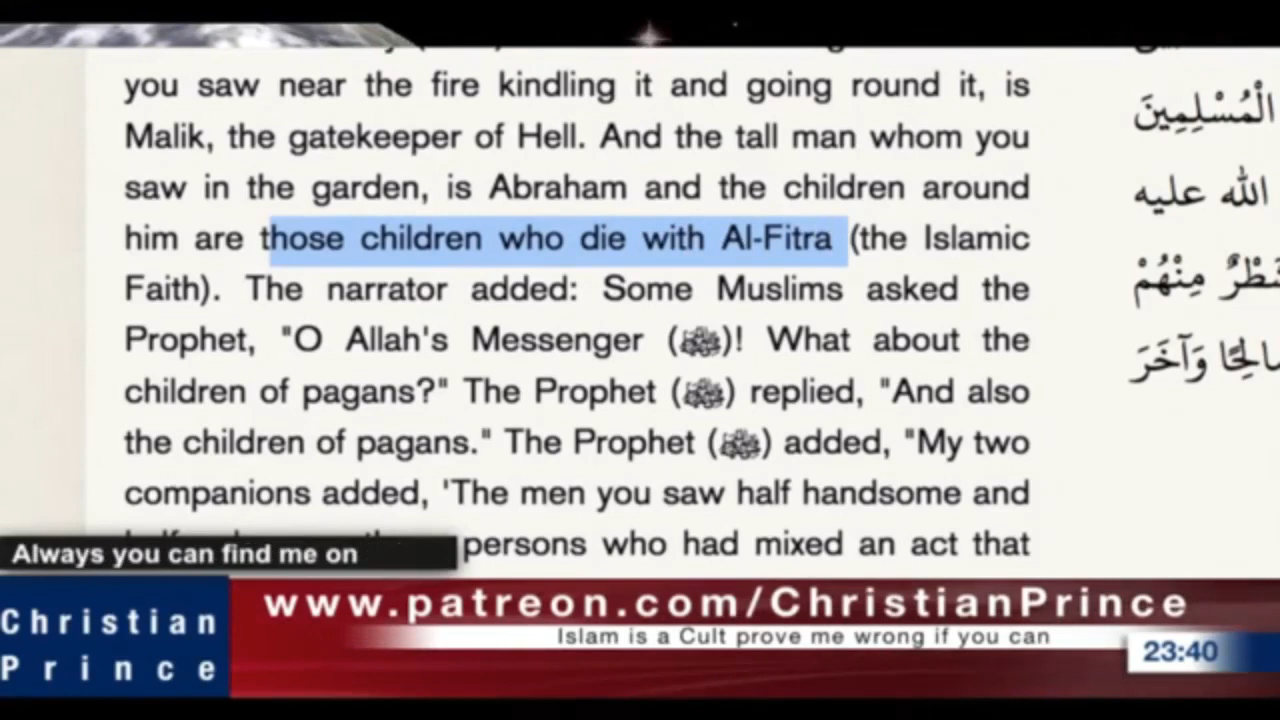 you saw near the fire kindling it and going round it, is
Malik, the gatekeeper of Hell. And the tall man whom you
saw in the garden, is Abraham and the children around
him are those children who die with Al-Fitra (the Islamic
Faith). The narrator added: Some Muslims asked the
Prophet, "O Allah's Messenger (ﷺ)! What about the
children of pagans?" The Prophet (ﷺ) replied, "And also
the children of pagans." The Prophet (ﷺ) added, "My two
companions added, 'The men you saw half handsome and
persons who had mixed an act that
الْمُسْلِمِينَ
الله عليه
شَطْرٌ مِنْهُمْ
وَآخَرَ
Always you can find me on
Christian
Prince
www.patreon.com/ChristianPrince
Islam is a Cult prove me wrong if you can
23:40